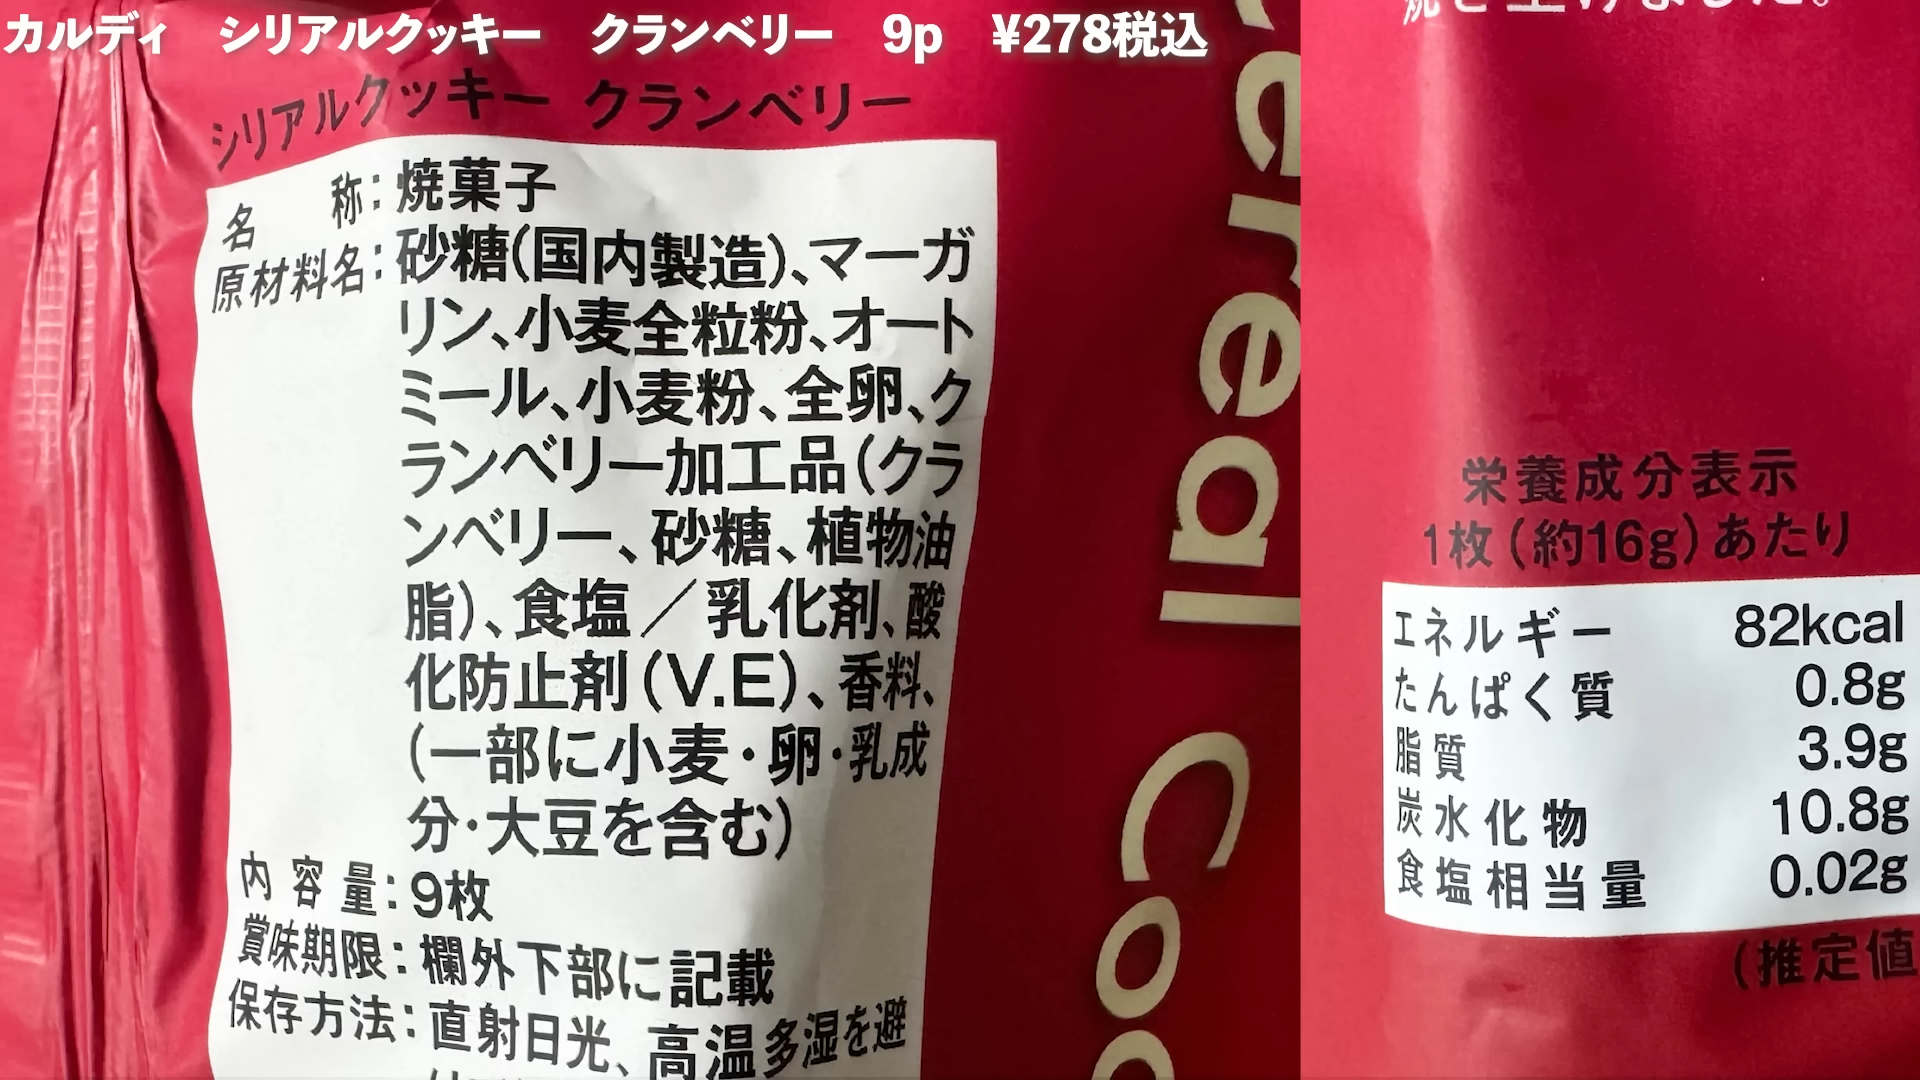 カルディ　シリアルクッキー　クランベリー　9p　¥278税込
シリアルクッキー クランベリー
名　称：焼菓子
原材料名：砂糖(国内製造)、マーガ
リン、小麦全粒粉、オート
ミール、小麦粉、全卵、ク
ランベリー加工品(クラ
ンベリー、砂糖、植物油
脂)、食塩／乳化剤、酸
化防止剤(V.E)、香料、
(一部に小麦・卵・乳成
分・大豆を含む)
内容量：9枚
賞味期限：欄外下部に記載
保存方法：直射日光、高温多湿を避
cereal Coo
焼き上げました。
栄養成分表示
1枚(約16g)あたり
エネルギー 82kcal
たんぱく質 0.8g
脂質 3.9g
炭水化物 10.8g
食塩相当量 0.02g
(推定値